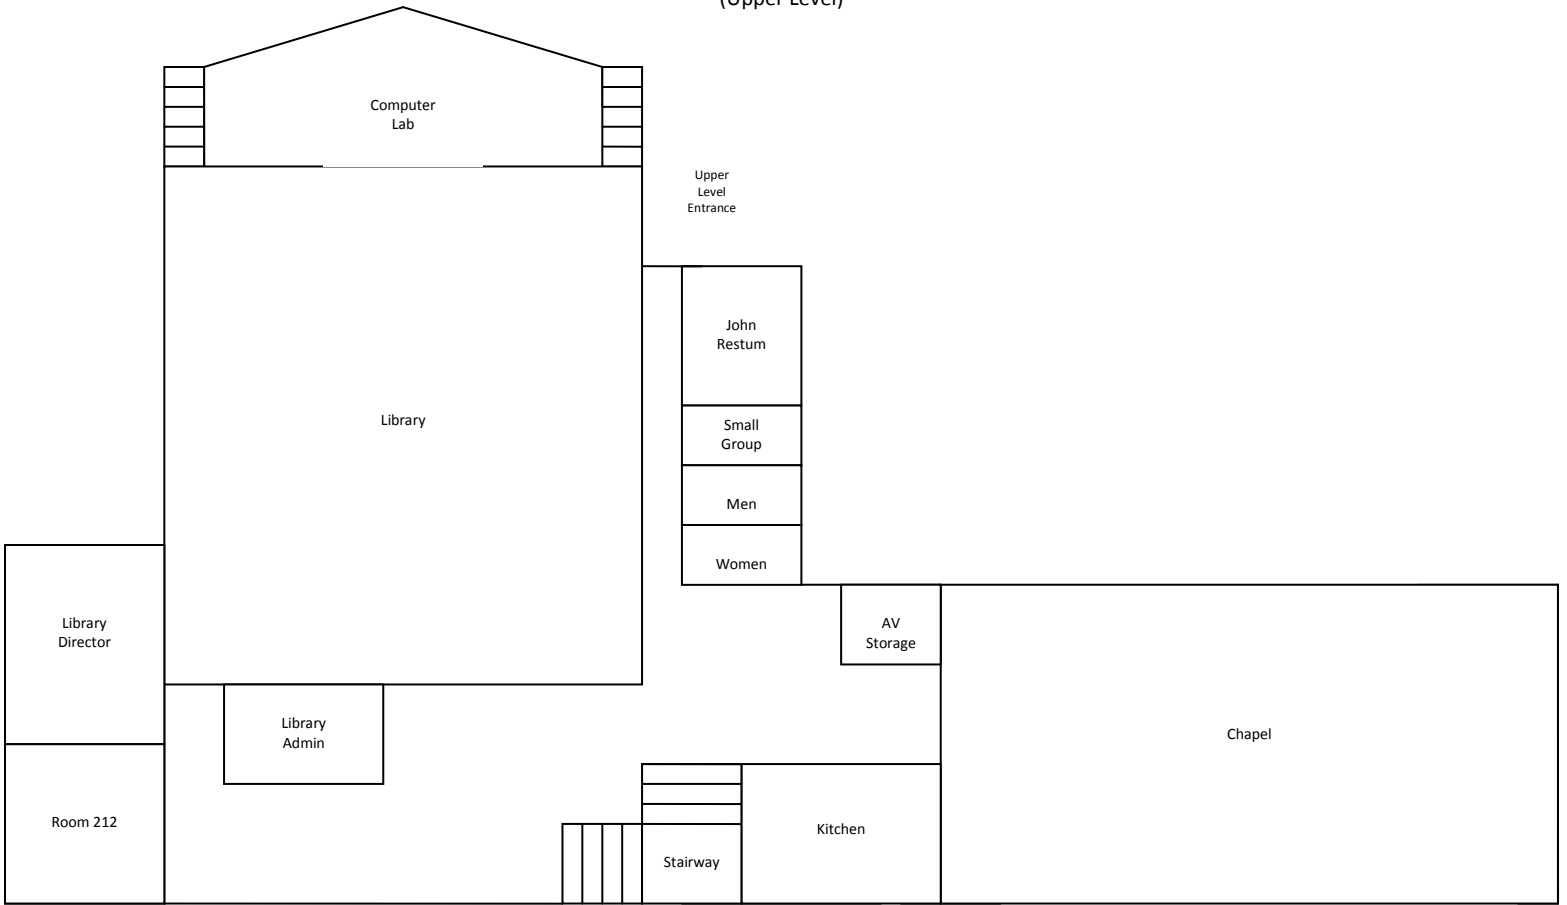 (Upper Level)
Computer
Lab
Upper
Level
Entrance
John
Restum
Library
Small
Group
Men
Women
Library
Director
AV
Storage
Library
Admin
Chapel
Room 212
Kitchen
Stairway